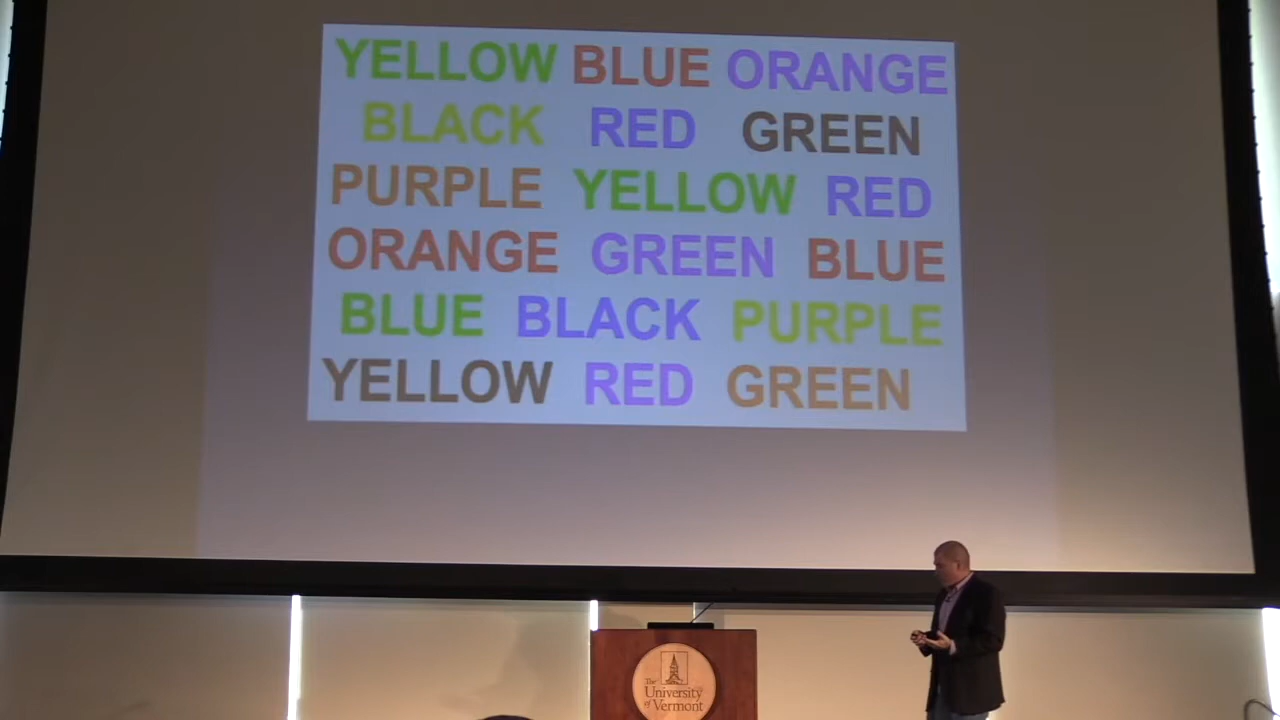 YELLOW BLUE ORANGE
BLACK RED GREEN
PURPLE YELLOW RED
ORANGE GREEN BLUE
BLUE BLACK PURPLE
YELLOW RED GREEN
The
University
of Vermont